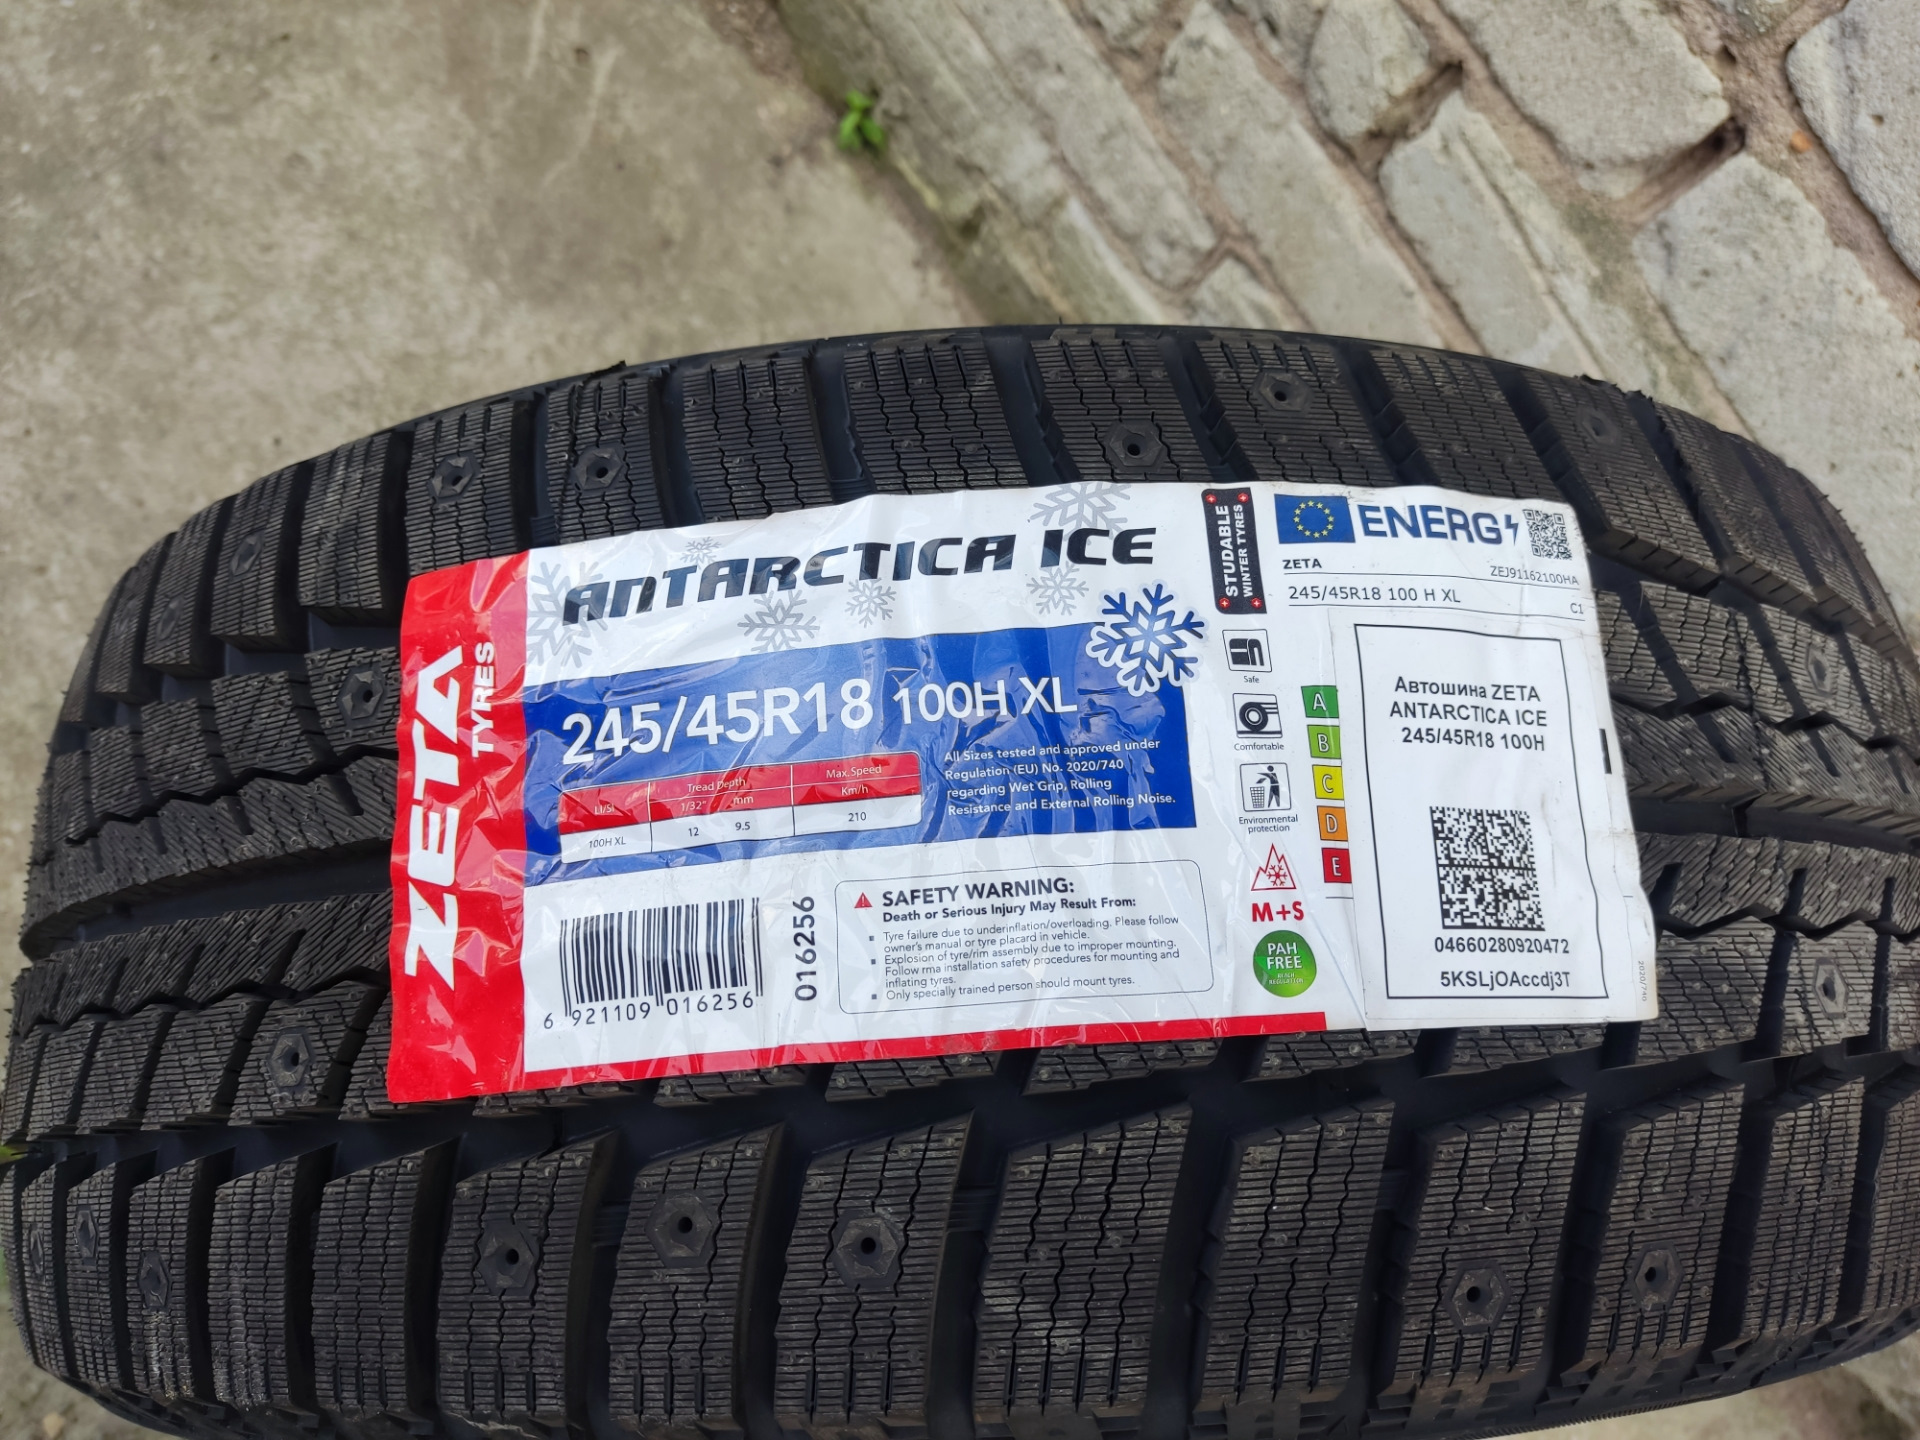 ZETA
TYRES
ANTARCTICA ICE
245/45R18 100H XL
LI/SI
Tread Depth
1/32" mm
Max. Speed
Km/h
100H XL
12 9.5
210
All Sizes tested and approved under
Regulation (EU) No. 2020/740
regarding Wet Grip, Rolling
Resistance and External Rolling Noise.
6 921109 016256
016256
SAFETY WARNING:
Death or Serious Injury May Result From:
Tyre failure due to underinflation/overloading. Please follow
owner's manual or tyre placard in vehicle.
Explosion of tyre/rim assembly due to improper mounting.
Follow rma installation safety procedures for mounting and
inflating tyres.
Only specially trained person should mount tyres.
STUDABLE
WINTER TYRES
Safe
Comfortable
Environmental
protection
M+S
PAH
FREE
ENERG
ZETA
ZEJ91162100HA
245/45R18 100 H XL
C1
A
B
C
D
E
Автошина ZETA
ANTARCTICA ICE
245/45R18 100H
04660280920472
5KSLjOAccdj3T
2020/740